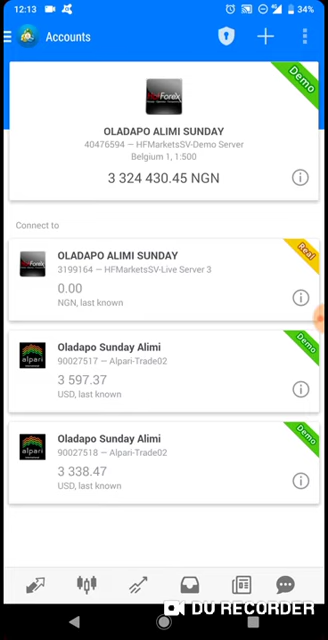 12:13
34%
Accounts
Demo
HotForex
OLADAPO ALIMI SUNDAY
40476594 — HFMarketsSV-Demo Server
Belgium 1, 1:500
3 324 430.45 NGN
Connect to
Real
OLADAPO ALIMI SUNDAY
3199164 — HFMarketsSV-Live Server 3
0.00
NGN, last known
Demo
Oladapo Sunday Alimi
alpari
90027517 — Alpari-Trade02
3 597.37
USD, last known
Demo
Oladapo Sunday Alimi
alpari
90027518 — Alpari-Trade02
3 338.47
USD, last known
DU RECORDER